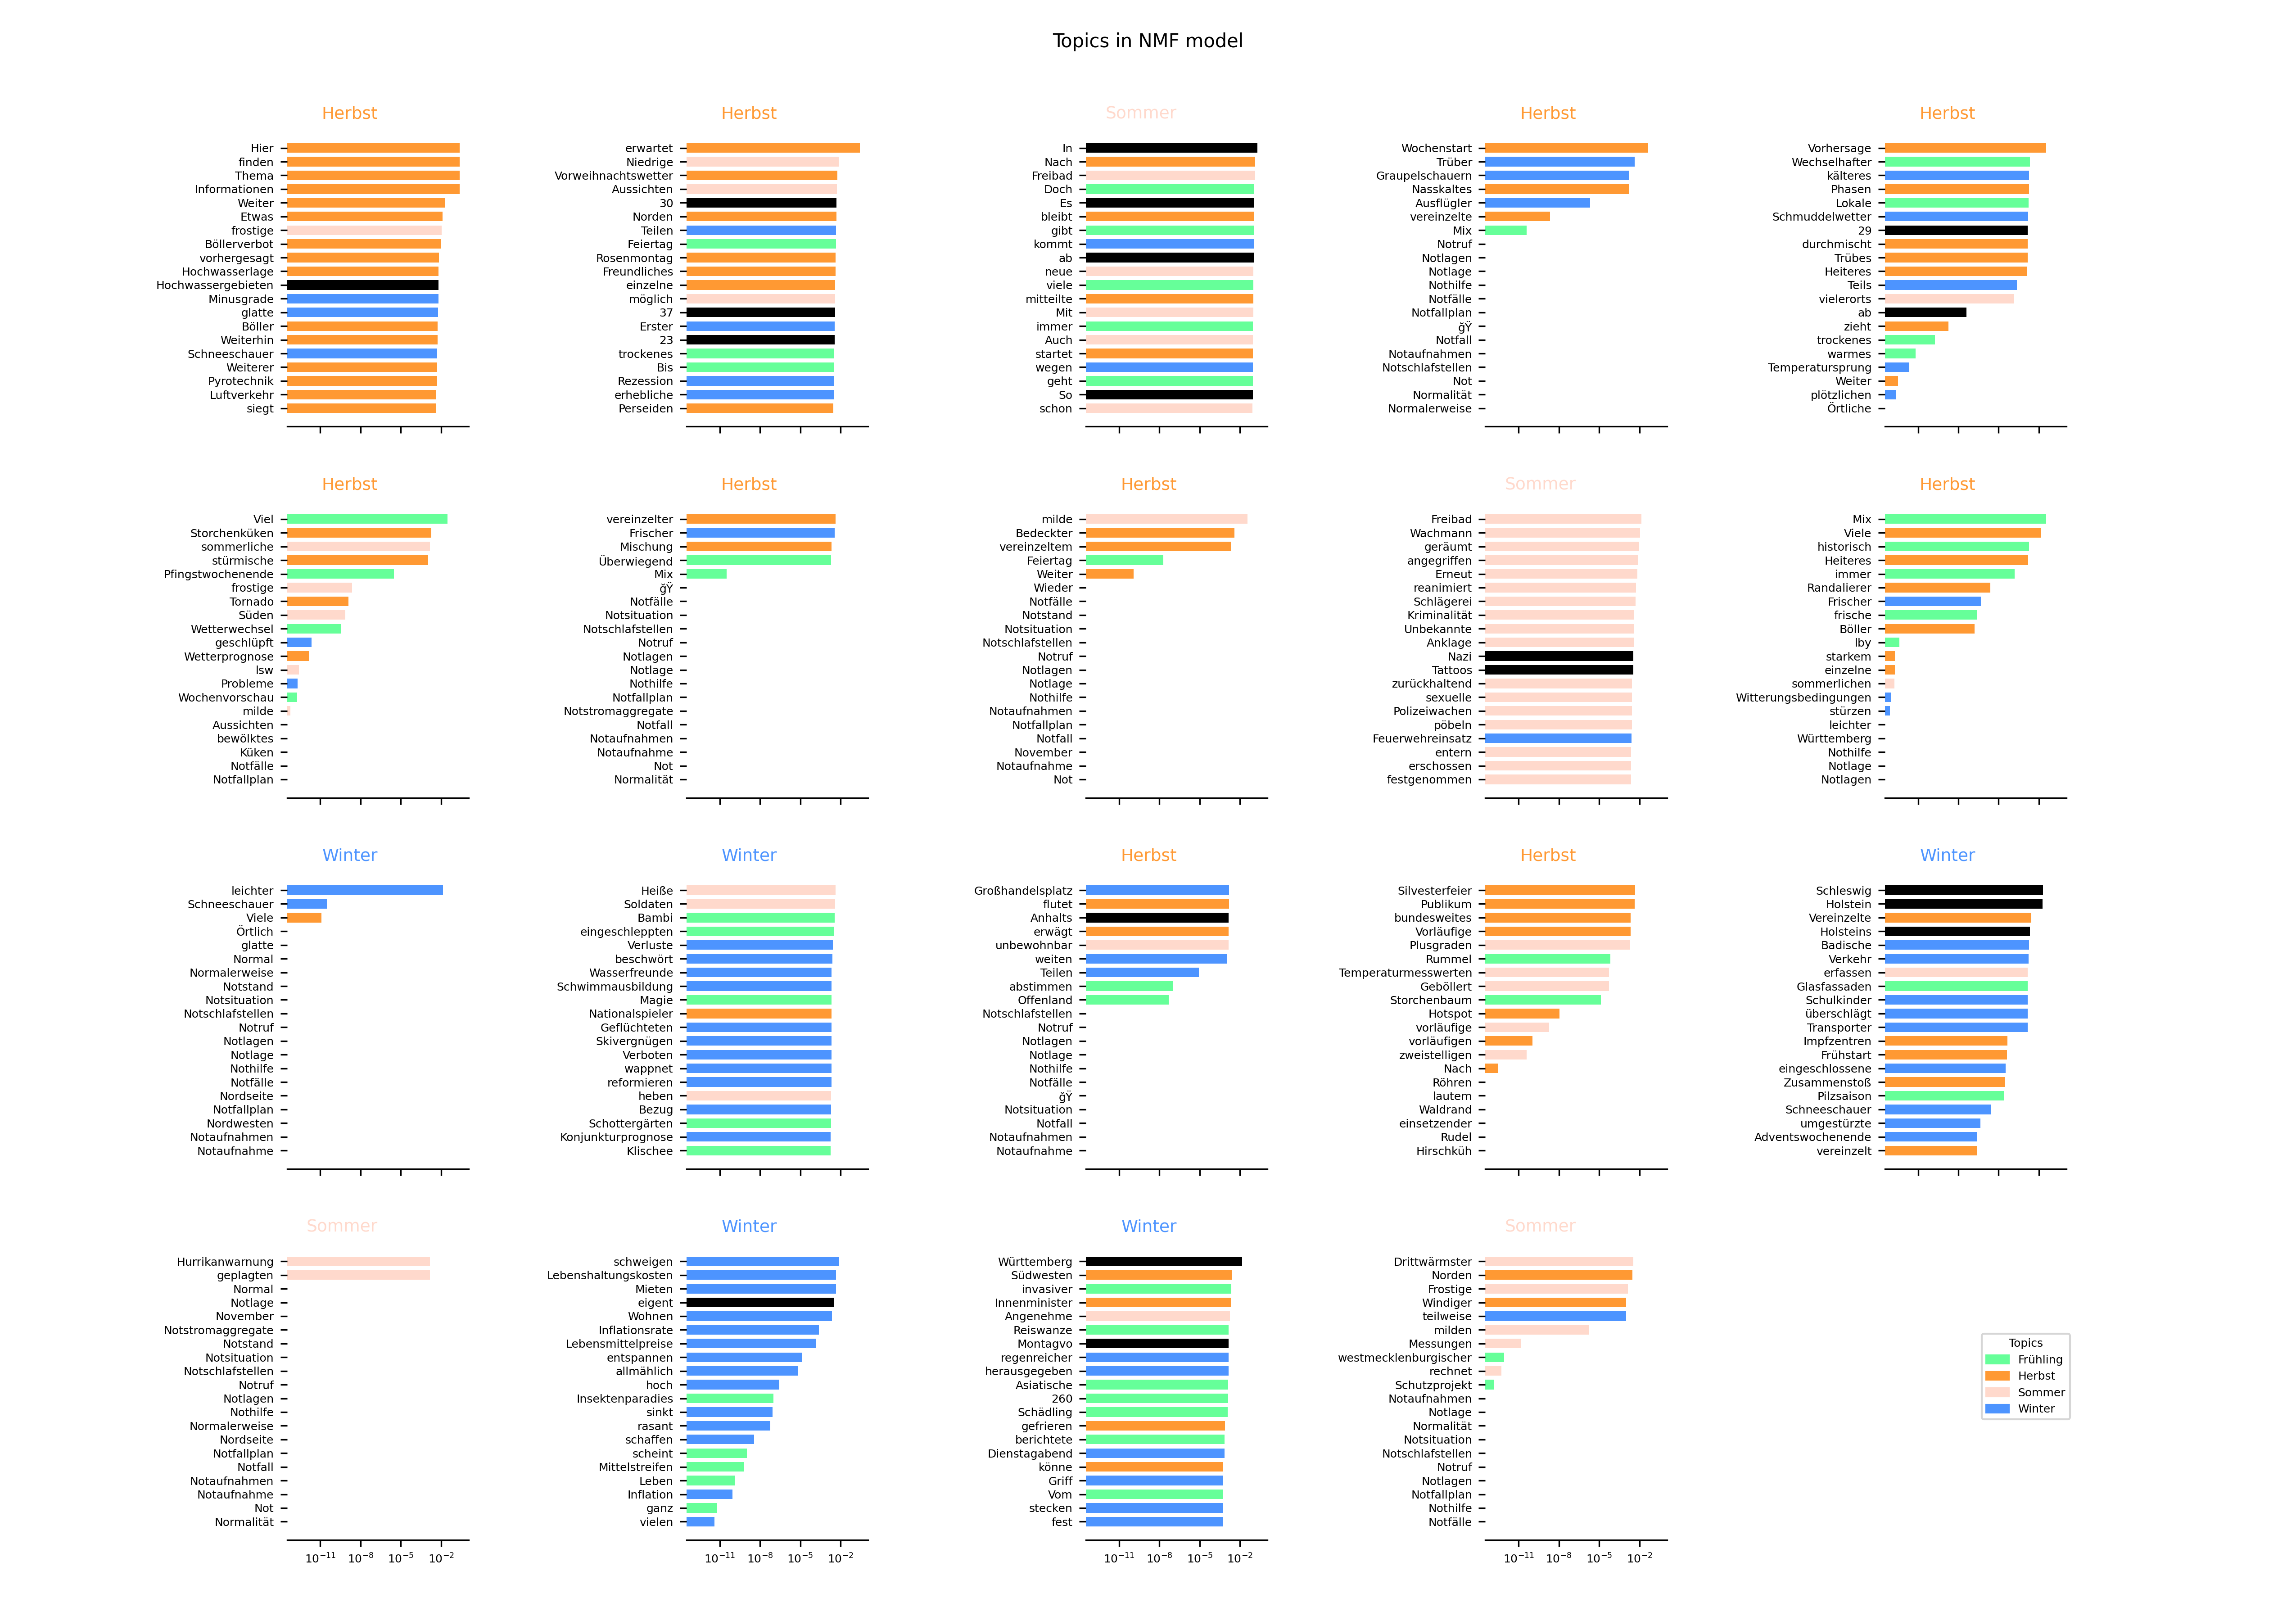 Topics in NMF model
Herbst
Hier
finden
Thema
Informationen
Weiter
Etwas
frostige
Böllerverbot
vorhergesagt
Hochwasserlage
Hochwassergebieten
Minusgrade
glatte
Böller
Weiterhin
Schneeschauer
Weiterer
Pyrotechnik
Luftverkehr
siegt
Herbst
erwartet
Niedrige
Vorweihnachtswetter
Aussichten
30
Norden
Teilen
Feiertag
Rosenmontag
Freundliches
einzelne
möglich
37
Erster
23
trockenes
Bis
Rezession
erhebliche
Perseiden
Sommer
In
Nach
Freibad
Doch
Es
bleibt
gibt
kommt
ab
neue
viele
mitteilte
Mit
immer
Auch
startet
wegen
geht
So
schon
Herbst
Wochenstart
Trüber
Graupelschauern
Nasskaltes
Ausflügler
vereinzelte
Mix
Notruf
Notlagen
Notlage
Nothilfe
Notfälle
Notfallplan
ğŸ
Notfall
Notaufnahmen
Notschlafstellen
Not
Normalität
Normalerweise
Herbst
Vorhersage
Wechselhafter
kälteres
Phasen
Lokale
Schmuddelwetter
29
durchmischt
Trübes
Heiteres
Teils
vielerorts
ab
zieht
trockenes
warmes
Temperatursprung
Weiter
plötzlichen
Örtliche
Herbst
Viel
Storchenküken
sommerliche
stürmische
Pfingstwochenende
frostige
Tornado
Süden
Wetterwechsel
geschlüpft
Wetterprognose
lsw
Probleme
Wochenvorschau
milde
Aussichten
bewölktes
Küken
Notfälle
Notfallplan
Herbst
vereinzelter
Frischer
Mischung
Überwiegend
Mix
ğŸ
Notfälle
Notsituation
Notschlafstellen
Notruf
Notlagen
Notlage
Nothilfe
Notfallplan
Notstromaggregate
Notfall
Notaufnahmen
Notaufnahme
Not
Normalität
Herbst
milde
Bedeckter
vereinzeltem
Feiertag
Weiter
Wieder
Notfälle
Notstand
Notsituation
Notschlafstellen
Notruf
Notlagen
Notlage
Nothilfe
Notaufnahmen
Notfallplan
Notfall
November
Notaufnahme
Not
Sommer
Freibad
Wachmann
geräumt
angegriffen
Erneut
reanimiert
Schlägerei
Kriminalität
Unbekannte
Anklage
Nazi
Tattoos
zurückhaltend
sexuelle
Polizeiwachen
pöbeln
Feuerwehreinsatz
entern
erschossen
festgenommen
Herbst
Mix
Viele
historisch
Heiteres
immer
Randalierer
Frischer
frische
Böller
lby
starkem
einzelne
sommerlichen
Witterungsbedingungen
stürzen
leichter
Württemberg
Nothilfe
Notlage
Notlagen
Winter
leichter
Schneeschauer
Viele
Örtlich
glatte
Normal
Normalerweise
Notstand
Notsituation
Notschlafstellen
Notruf
Notlagen
Notlage
Nothilfe
Notfälle
Nordseite
Notfallplan
Nordwesten
Notaufnahmen
Notaufnahme
Winter
Heiße
Soldaten
Bambi
eingeschleppten
Verluste
beschwört
Wasserfreunde
Schwimmausbildung
Magie
Nationalspieler
Geflüchteten
Skivergnügen
Verboten
wappnet
reformieren
heben
Bezug
Schottergärten
Konjunkturprognose
Klischee
Herbst
Großhandelsplatz
flutet
Anhalts
erwägt
unbewohnbar
weiten
Teilen
abstimmen
Offenland
Notschlafstellen
Notruf
Notlagen
Notlage
Nothilfe
Notfälle
ğŸ
Notsituation
Notfall
Notaufnahmen
Notaufnahme
Herbst
Silvesterfeier
Publikum
bundesweites
Vorläufige
Plusgraden
Rummel
Temperaturmesswerten
Geböllert
Storchenbaum
Hotspot
vorläufige
vorläufigen
zweistelligen
Nach
Röhren
lautem
Waldrand
einsetzender
Rudel
Hirschküh
Winter
Schleswig
Holstein
Vereinzelte
Holsteins
Badische
Verkehr
erfassen
Glasfassaden
Schulkinder
überschlägt
Transporter
Impfzentren
Frühstart
eingeschlossene
Zusammenstoß
Pilzsaison
Schneeschauer
umgestürzte
Adventswochenende
vereinzelt
Sommer
Hurrikanwarnung
geplagten
Normal
Notlage
November
Notstromaggregate
Notstand
Notsituation
Notschlafstellen
Notruf
Notlagen
Nothilfe
Normalerweise
Nordseite
Notfallplan
Notfall
Notaufnahmen
Notaufnahme
Not
Normalität
10⁻¹¹ 10⁻⁸ 10⁻⁵ 10⁻²
Winter
schweigen
Lebenshaltungskosten
Mieten
eigent
Wohnen
Inflationsrate
Lebensmittelpreise
entspannen
allmählich
hoch
Insektenparadies
sinkt
rasant
schaffen
scheint
Mittelstreifen
Leben
Inflation
ganz
vielen
10⁻¹¹ 10⁻⁸ 10⁻⁵ 10⁻²
Winter
Württemberg
Südwesten
invasiver
Innenminister
Angenehme
Reiswanze
Montagvo
regenreicher
herausgegeben
Asiatische
260
Schädling
gefrieren
berichtete
Dienstagabend
könne
Griff
Vom
stecken
fest
10⁻¹¹ 10⁻⁸ 10⁻⁵ 10⁻²
Sommer
Drittwärmster
Norden
Frostige
Windiger
teilweise
milden
Messungen
westmecklenburgischer
rechnet
Schutzprojekt
Notaufnahmen
Notlage
Normalität
Notsituation
Notschlafstellen
Notruf
Notlagen
Notfallplan
Nothilfe
Notfälle
10⁻¹¹ 10⁻⁸ 10⁻⁵ 10⁻²
Topics
Frühling
Herbst
Sommer
Winter